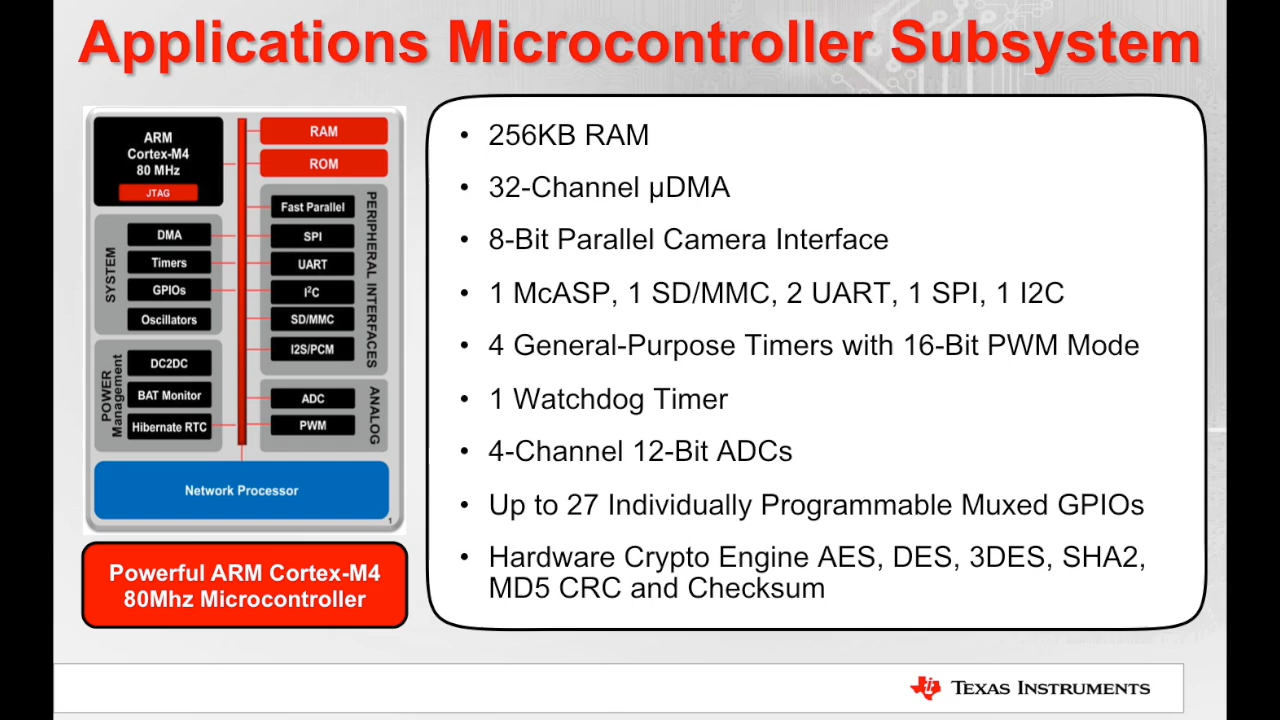 Applications Microcontroller Subsystem
ARM
Cortex-M4
80 MHz
JTAG
RAM
ROM
SYSTEM
DMA
Timers
GPIOs
Oscillators
POWER
Management
DC2DC
BAT Monitor
Hibernate RTC
PERIPHERAL INTERFACES
Fast Parallel
SPI
UART
I²C
SD/MMC
I2S/PCM
ANALOG
ADC
PWM
Network Processor
1
Powerful ARM Cortex-M4
80Mhz Microcontroller
• 256KB RAM
• 32-Channel µDMA
• 8-Bit Parallel Camera Interface
• 1 McASP, 1 SD/MMC, 2 UART, 1 SPI, 1 I2C
• 4 General-Purpose Timers with 16-Bit PWM Mode
• 1 Watchdog Timer
• 4-Channel 12-Bit ADCs
• Up to 27 Individually Programmable Muxed GPIOs
• Hardware Crypto Engine AES, DES, 3DES, SHA2,
MD5 CRC and Checksum
TEXAS INSTRUMENTS